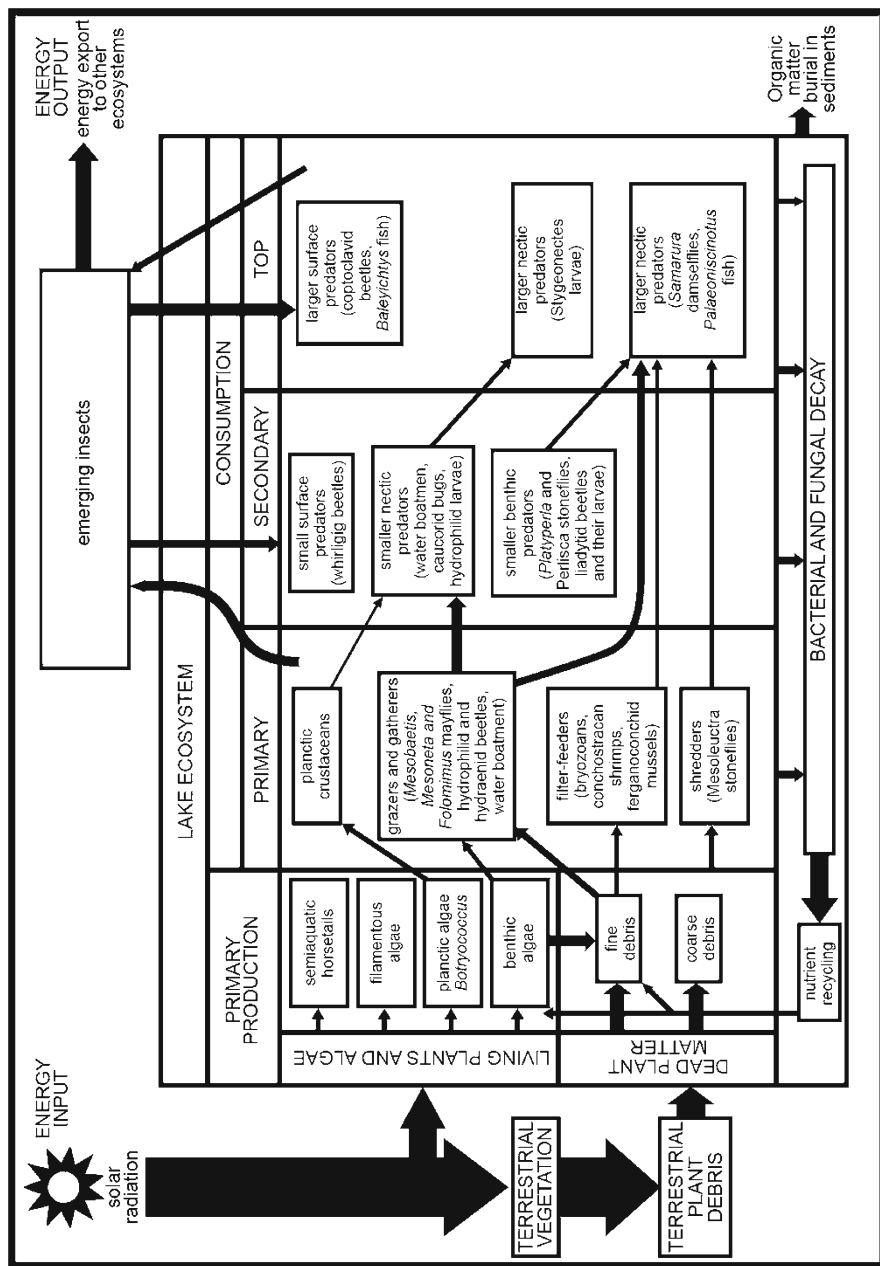 ENERGY
INPUT
solar
radiation
TERRESTRIAL
VEGETATION
TERRESTRIAL
PLANT
DEBRIS
emerging insects
ENERGY
OUTPUT
energy export
to other
ecosystems
LAKE ECOSYSTEM
PRIMARY
PRODUCTION
CONSUMPTION
PRIMARY
SECONDARY
TOP
LIVING PLANTS AND ALGAE
DEAD PLANT
MATTER
semiaquatic
horsetails
filamentous
algae
planctic algae
Botryococcus
benthic
algae
fine
debris
coarse
debris
nutrient
recycling
planctic
crustaceans
grazers and gatherers
(Mesobaetis,
Mesoneta and
Folomimus mayflies,
hydrophilid and
hydraenid beetles,
water boatment)
filter-feeders
(bryozoans,
conchostracan
shrimps,
ferganoconchid
mussels)
shredders
(Mesoleuctra
stoneflies)
small surface
predators
(whirligig beetles)
smaller nectic
predators
(water boatmen,
caucorid bugs,
hydrophilid larvae)
smaller benthic
predators
(Platyperla and
Perlisca stoneflies,
liadytid beetles
and their larvae)
larger surface
predators
(coptoclavid
beetles,
Baleyichtys fish)
larger nectic
predators
(Stygeonectes
larvae)
larger nectic
predators
(Samarura
damselflies,
Palaeoniscinotus
fish)
BACTERIAL AND FUNGAL DECAY
Organic
matter
burial in
sediments